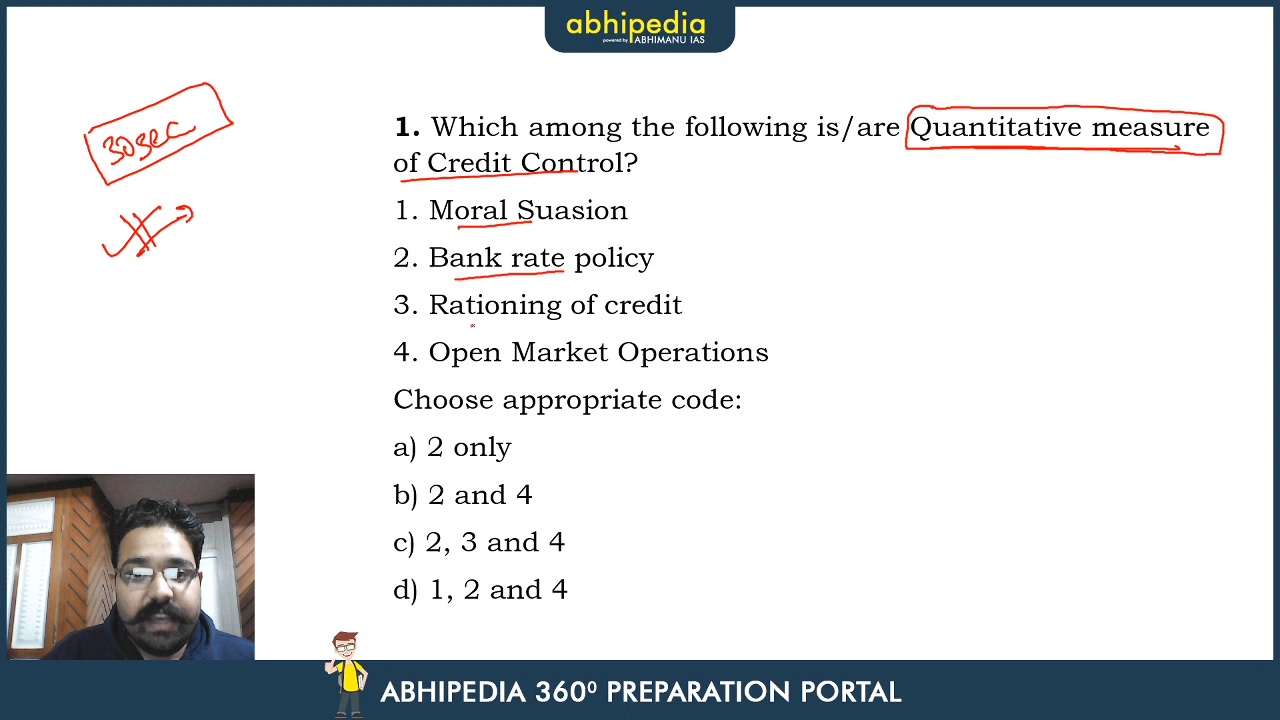 abhipedia
powered by ABHIMANU IAS
30 sec
1. Which among the following is/are Quantitative measure
of Credit Control?
1. Moral Suasion
2. Bank rate policy
3. Rationing of credit
4. Open Market Operations
Choose appropriate code:
a) 2 only
b) 2 and 4
c) 2, 3 and 4
d) 1, 2 and 4
ABHIPEDIA 360⁰ PREPARATION PORTAL